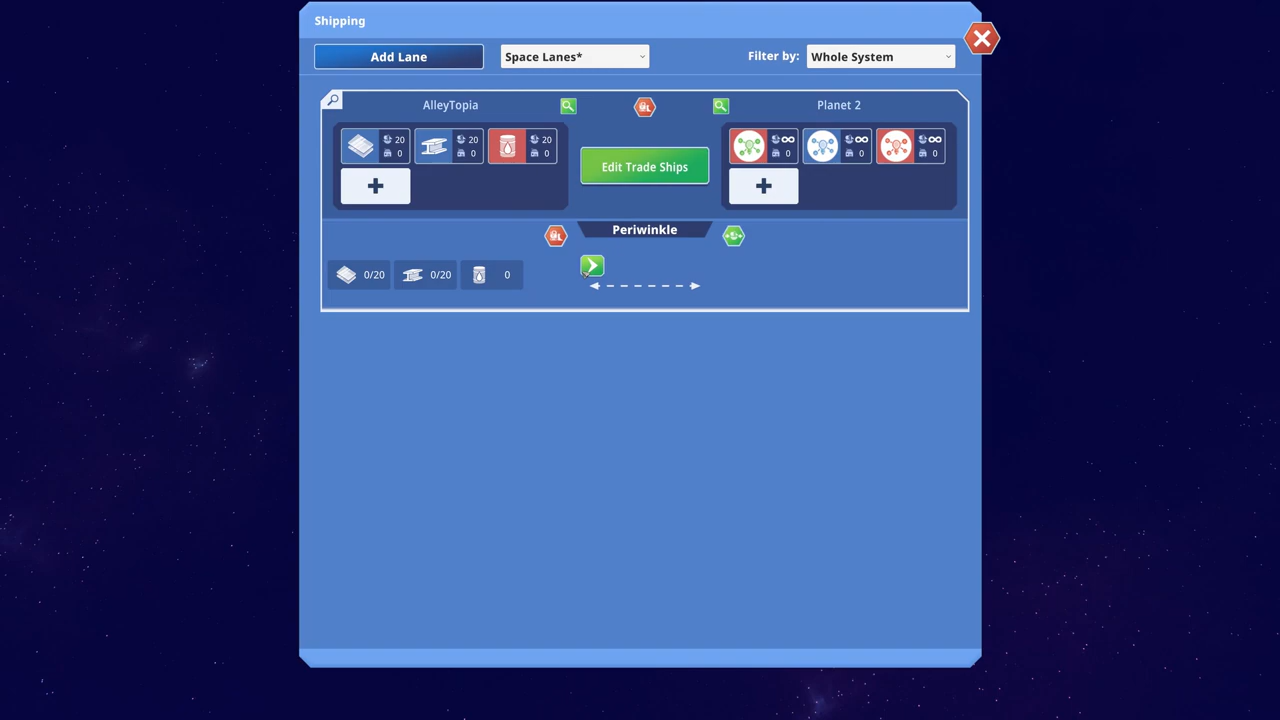 Shipping
Add Lane
Space Lanes*
Filter by:
Whole System
AlleyTopia
L
Planet 2
20
0
20
0
20
0
Edit Trade Ships
∞
0
∞
0
∞
0
+
+
L
Periwinkle
0/20
0/20
0